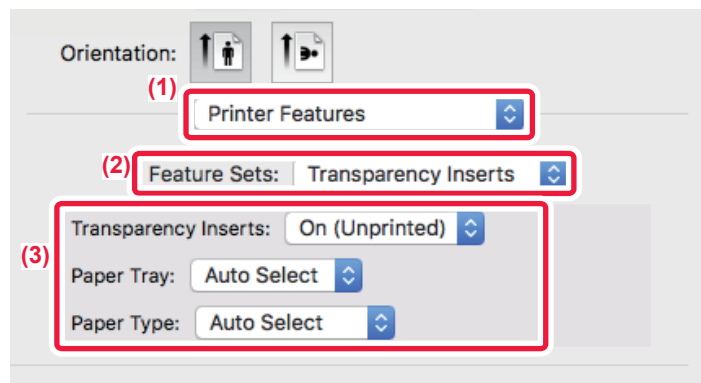 Orientation:
(1)
Printer Features
(2) Feature Sets: Transparency Inserts
Transparency Inserts: On (Unprinted)
(3)
Paper Tray: Auto Select
Paper Type: Auto Select